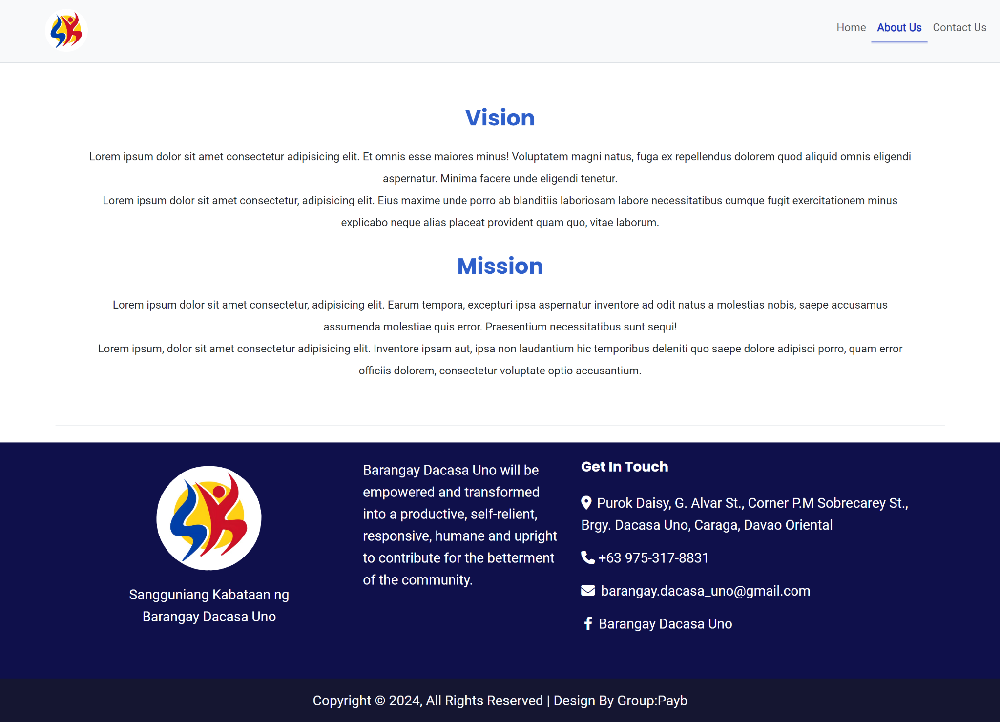 Home About Us Contact Us
Vision
Lorem ipsum dolor sit amet consectetur adipisicing elit. Et omnis esse maiores minus! Voluptatem magni natus, fuga ex repellendus dolorem quod aliquid omnis eligendi
aspernatur. Minima facere unde eligendi tenetur.
Lorem ipsum dolor sit amet consectetur, adipisicing elit. Eius maxime unde porro ab blanditiis laboriosam labore necessitatibus cumque fugit exercitationem minus
explicabo neque alias placeat provident quam quo, vitae laborum.
Mission
Lorem ipsum dolor sit amet consectetur, adipisicing elit. Earum tempora, excepturi ipsa aspernatur inventore ad odit natus a molestias nobis, saepe accusamus
assumenda molestiae quis error. Praesentium necessitatibus sunt sequi!
Lorem ipsum, dolor sit amet consectetur adipisicing elit. Inventore ipsam aut, ipsa non laudantium hic temporibus deleniti quo saepe dolore adipisci porro, quam error
officiis dolorem, consectetur voluptate optio accusantium.
Sangguniang Kabataan ng
Barangay Dacasa Uno
Barangay Dacasa Uno will be
empowered and transformed
into a productive, self-relient,
responsive, humane and upright
to contribute for the betterment
of the community.
Get In Touch
Purok Daisy, G. Alvar St., Corner P.M Sobrecarey St.,
Brgy. Dacasa Uno, Caraga, Davao Oriental
+63 975-317-8831
barangay.dacasa_uno@gmail.com
Barangay Dacasa Uno
Copyright © 2024, All Rights Reserved | Design By Group:Payb